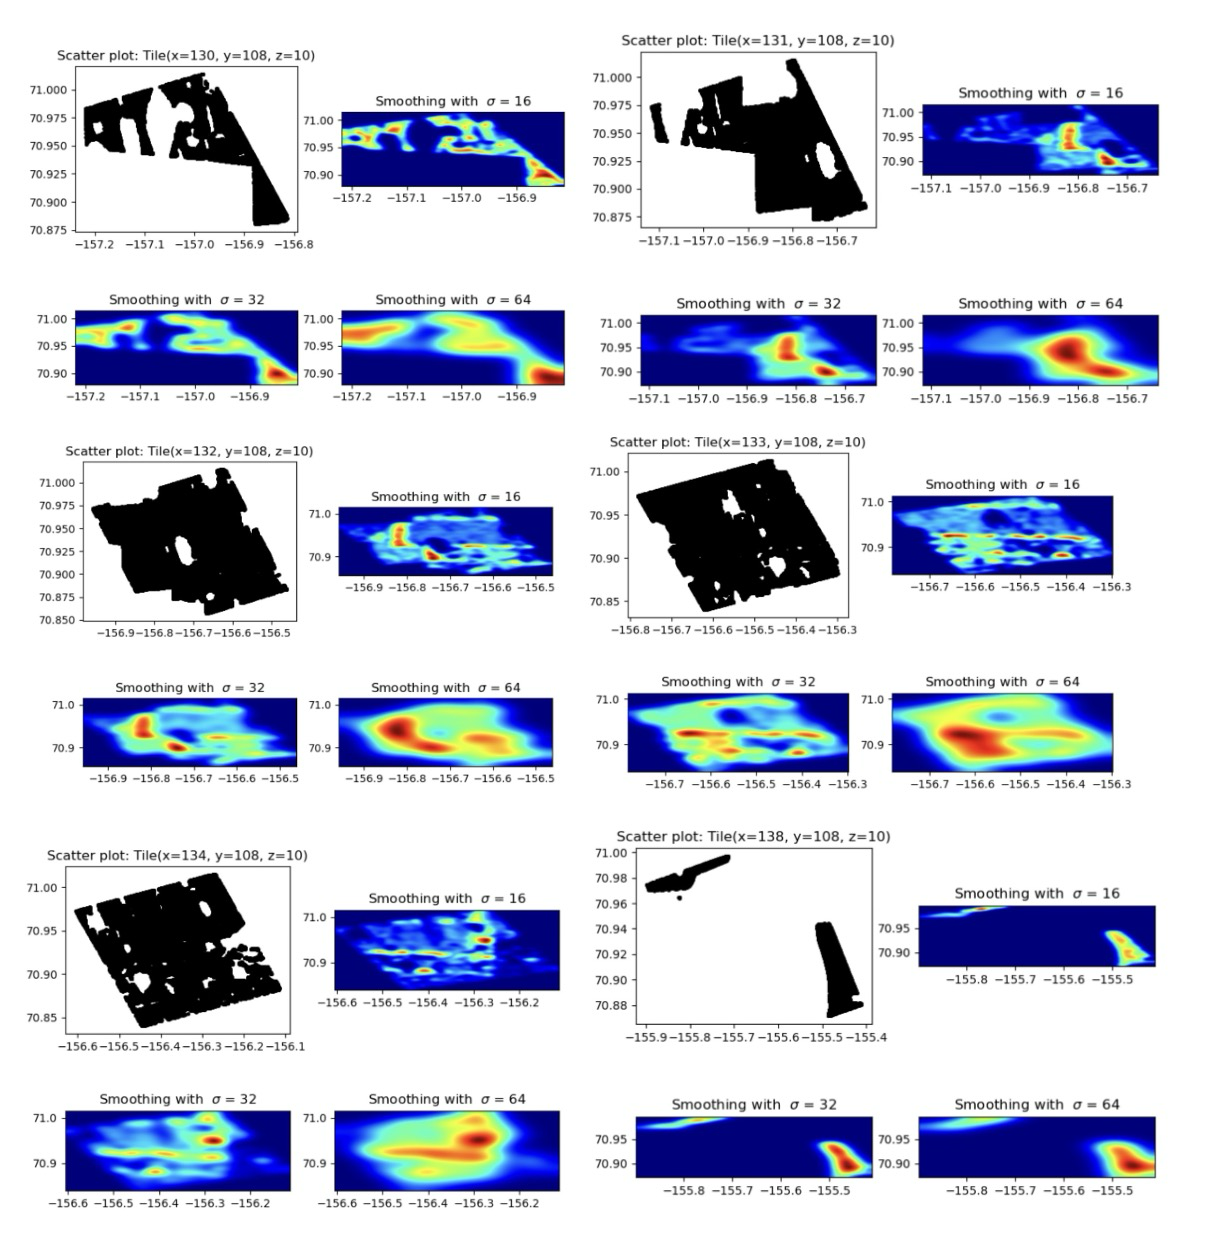 Scatter plot: Tile(x=130, y=108, z=10)
71.000
70.975
70.950
70.925
70.900
70.875
−157.2 −157.1 −157.0 −156.9 −156.8
Smoothing with σ = 16
71.00
70.95
70.90
−157.2 −157.1 −157.0 −156.9
Scatter plot: Tile(x=131, y=108, z=10)
71.000
70.975
70.950
70.925
70.900
70.875
−157.1 −157.0 −156.9 −156.8 −156.7
Smoothing with σ = 16
71.00
70.95
70.90
−157.1 −157.0 −156.9 −156.8 −156.7
Smoothing with σ = 32
71.00
70.95
70.90
−157.2 −157.1 −157.0 −156.9
Smoothing with σ = 64
71.00
70.95
70.90
−157.2 −157.1 −157.0 −156.9
Smoothing with σ = 32
71.00
70.95
70.90
−157.1 −157.0 −156.9 −156.8 −156.7
Smoothing with σ = 64
71.00
70.95
70.90
−157.1 −157.0 −156.9 −156.8 −156.7
Scatter plot: Tile(x=132, y=108, z=10)
71.000
70.975
70.950
70.925
70.900
70.875
70.850
−156.9 −156.8 −156.7 −156.6 −156.5
Smoothing with σ = 16
71.0
70.9
−156.9 −156.8 −156.7 −156.6 −156.5
Scatter plot: Tile(x=133, y=108, z=10)
71.00
70.95
70.90
70.85
−156.8 −156.7 −156.6 −156.5 −156.4 −156.3
Smoothing with σ = 16
71.0
70.9
−156.7 −156.6 −156.5 −156.4 −156.3
Smoothing with σ = 32
71.0
70.9
−156.9 −156.8 −156.7 −156.6 −156.5
Smoothing with σ = 64
71.0
70.9
−156.9 −156.8 −156.7 −156.6 −156.5
Smoothing with σ = 32
71.0
70.9
−156.7 −156.6 −156.5 −156.4 −156.3
Smoothing with σ = 64
71.0
70.9
−156.7 −156.6 −156.5 −156.4 −156.3
Scatter plot: Tile(x=134, y=108, z=10)
71.00
70.95
70.90
70.85
−156.6 −156.5 −156.4 −156.3 −156.2 −156.1
Smoothing with σ = 16
71.0
70.9
−156.6 −156.5 −156.4 −156.3 −156.2
Scatter plot: Tile(x=138, y=108, z=10)
71.00
70.98
70.96
70.94
70.92
70.90
70.88
−155.9 −155.8 −155.7 −155.6 −155.5 −155.4
Smoothing with σ = 16
70.95
70.90
−155.8 −155.7 −155.6 −155.5
Smoothing with σ = 32
71.0
70.9
−156.6 −156.5 −156.4 −156.3 −156.2
Smoothing with σ = 64
71.0
70.9
−156.6 −156.5 −156.4 −156.3 −156.2
Smoothing with σ = 32
70.95
70.90
−155.8 −155.7 −155.6 −155.5
Smoothing with σ = 64
70.95
70.90
−155.8 −155.7 −155.6 −155.5